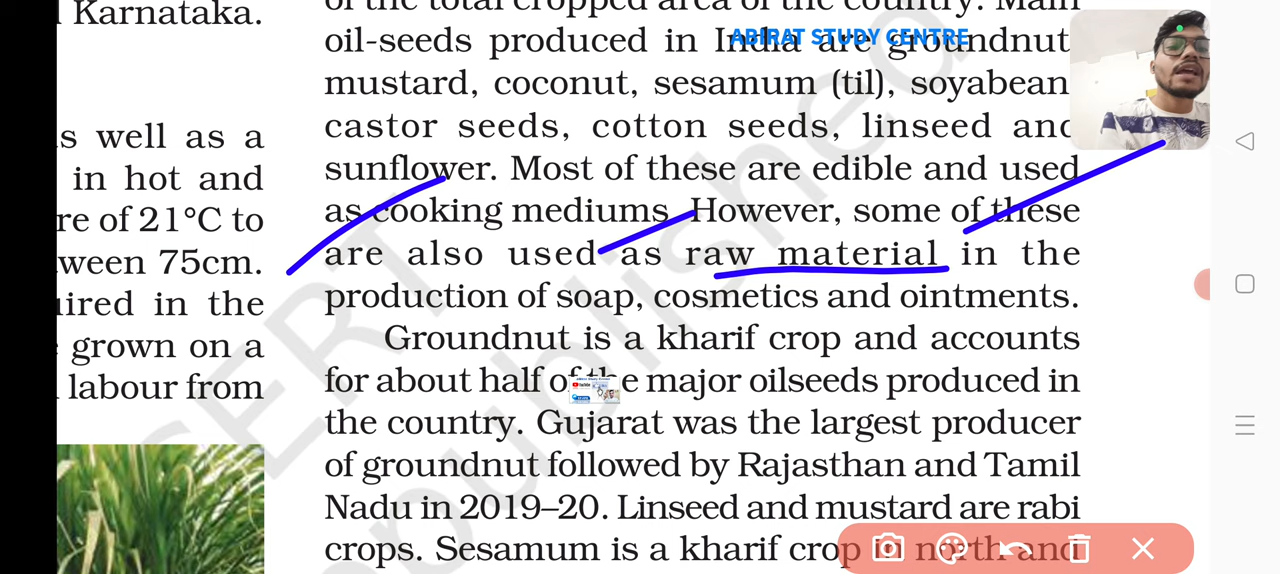 Karnataka.
as well as a
in hot and
re of 21°C to
ween 75cm.
uired in the
grown on a
labour from
of the total cropped area of the country. Main
oil-seeds produced in India are groundnut
mustard, coconut, sesamum (til), soyabean
castor seeds, cotton seeds, linseed and
sunflower. Most of these are edible and used
as cooking mediums. However, some of these
are also used as raw material in the
production of soap, cosmetics and ointments.
Groundnut is a kharif crop and accounts
for about half of the major oilseeds produced in
the country. Gujarat was the largest producer
of groundnut followed by Rajasthan and Tamil
Nadu in 2019–20. Linseed and mustard are rabi
crops. Sesamum is a kharif crop in north and
ABIRAT STUDY CENTRE